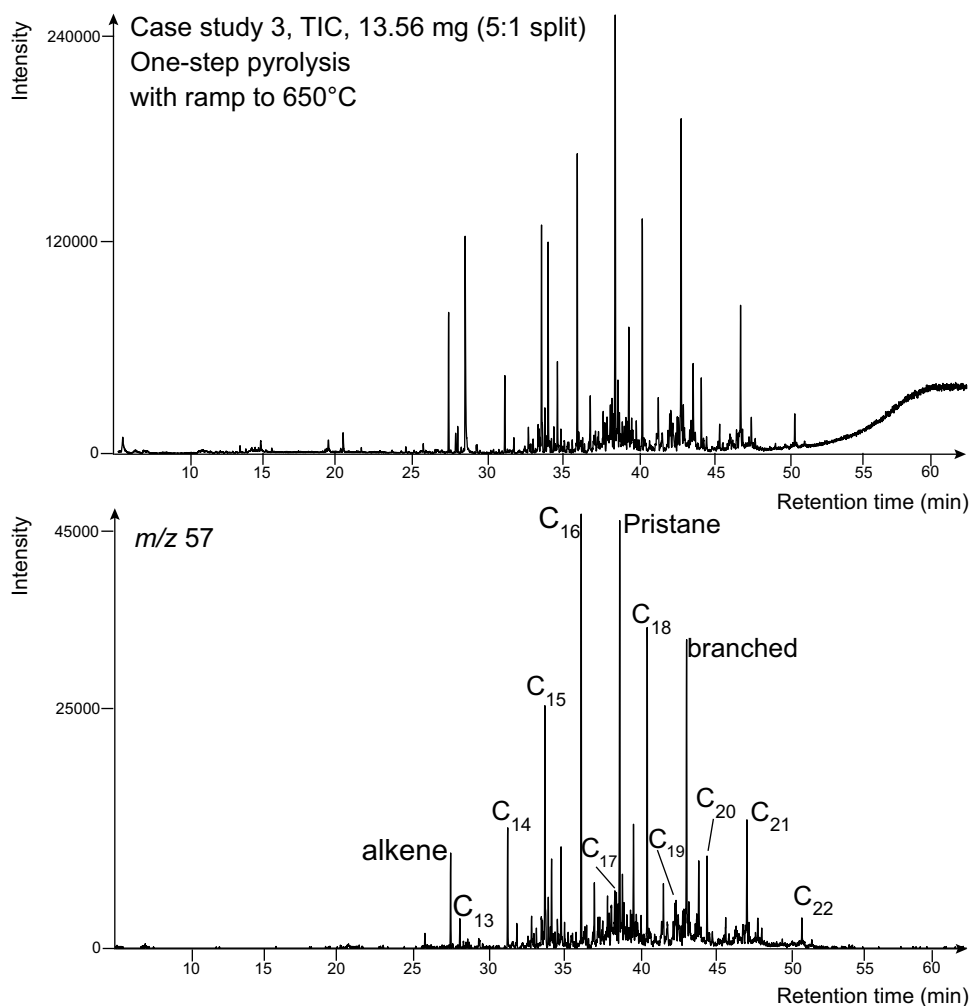 Intensity
240000
120000
0
Case study 3, TIC, 13.56 mg (5:1 split)
One-step pyrolysis
with ramp to 650°C
10 15 20 25 30 35 40 45 50 55 60
Retention time (min)
Intensity
45000
25000
0
m/z 57
C16
Pristane
C18
branched
C15
C14
C20
C21
alkene
C17
C19
C13
C22
10 15 20 25 30 35 40 45 50 55 60
Retention time (min)